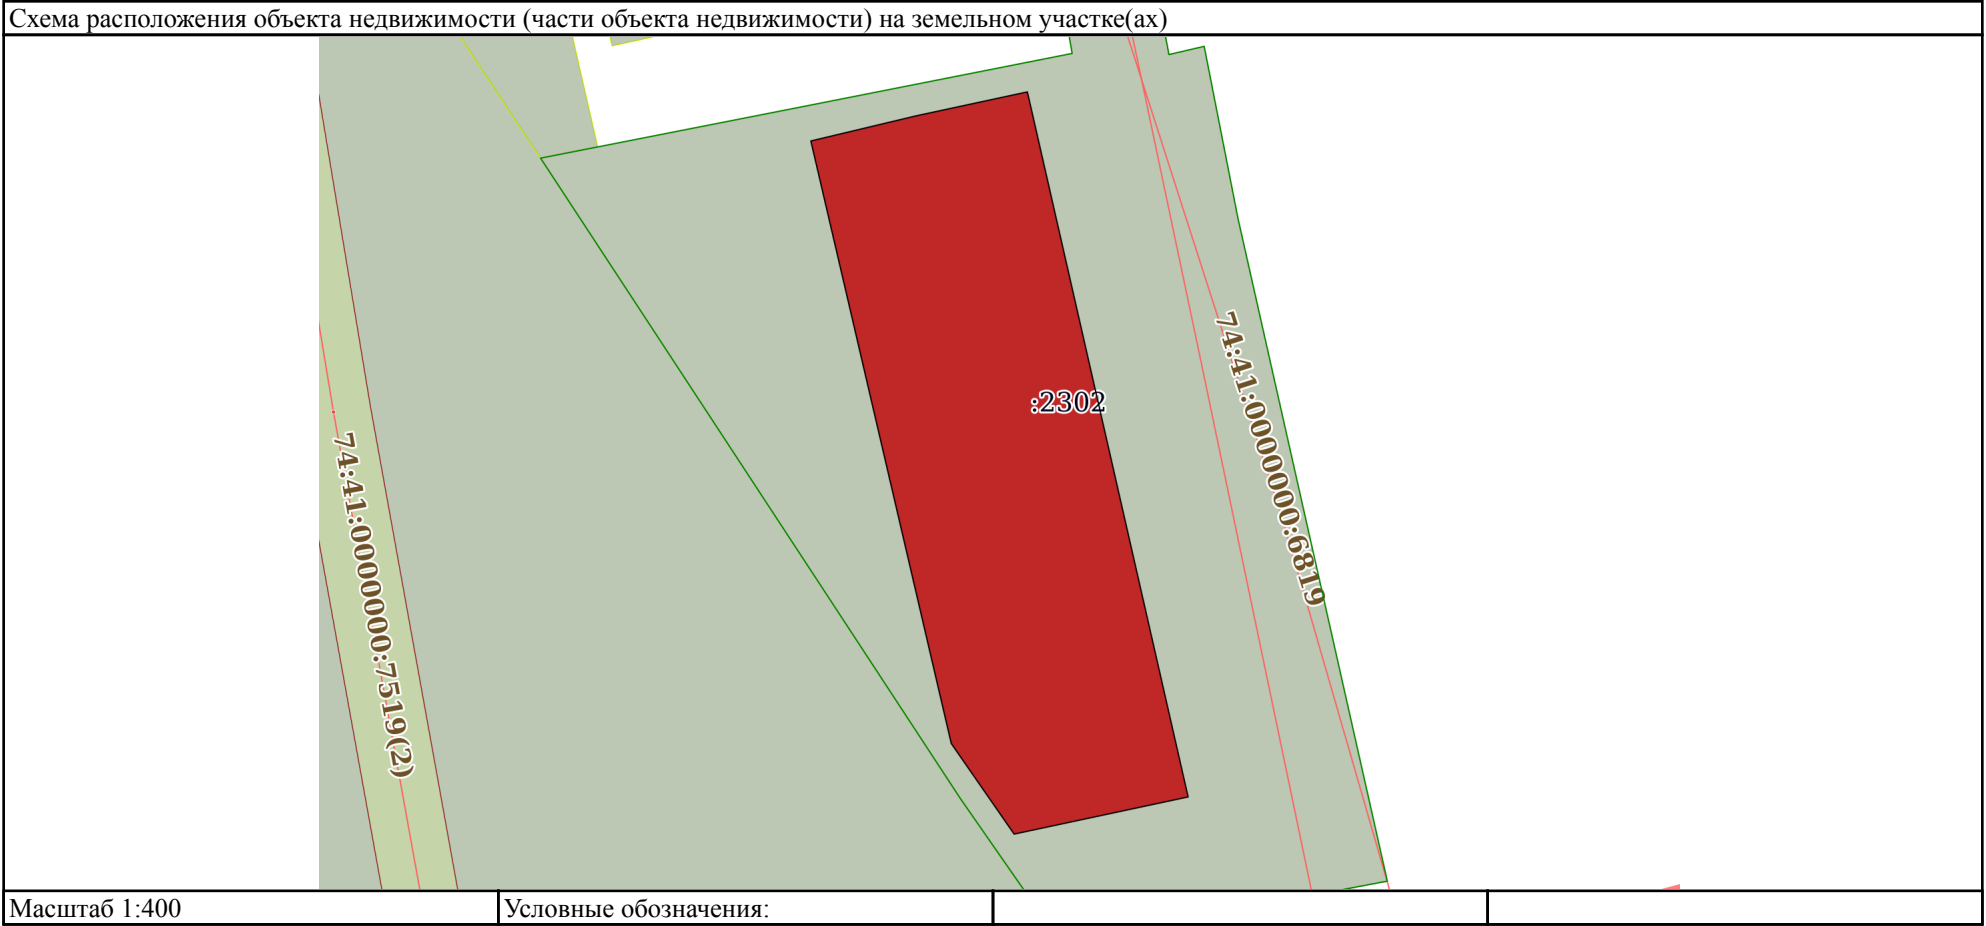 Схема расположения объекта недвижимости (части объекта недвижимости) на земельном участке(ах)
:2302
74:41:0000000:6819
74:41:0000000:7519(2)
Масштаб 1:400
Условные обозначения: